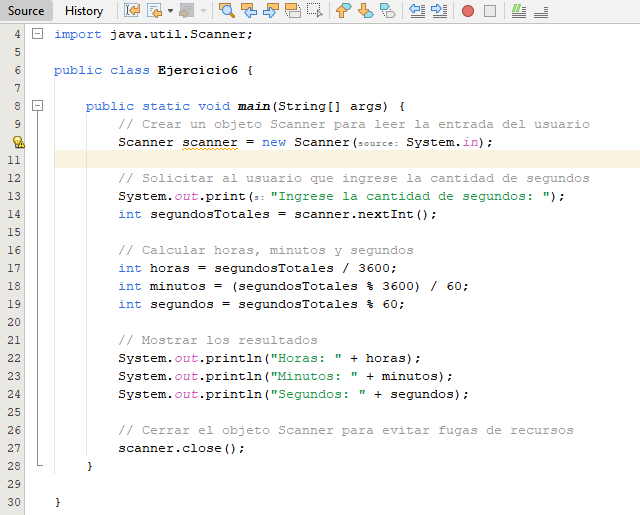 Source History
4 import java.util.Scanner;
5
6 public class Ejercicio6 {
7
8 public static void main(String[] args) {
9 // Crear un objeto Scanner para leer la entrada del usuario
Scanner scanner = new Scanner(source: System.in);
11
12 // Solicitar al usuario que ingrese la cantidad de segundos
13 System.out.print(s: "Ingrese la cantidad de segundos: ");
14 int segundosTotales = scanner.nextInt();
15
16 // Calcular horas, minutos y segundos
17 int horas = segundosTotales / 3600;
18 int minutos = (segundosTotales % 3600) / 60;
19 int segundos = segundosTotales % 60;
20
21 // Mostrar los resultados
22 System.out.println("Horas: " + horas);
23 System.out.println("Minutos: " + minutos);
24 System.out.println("Segundos: " + segundos);
25
26 // Cerrar el objeto Scanner para evitar fugas de recursos
27 scanner.close();
28 }
29
30 }